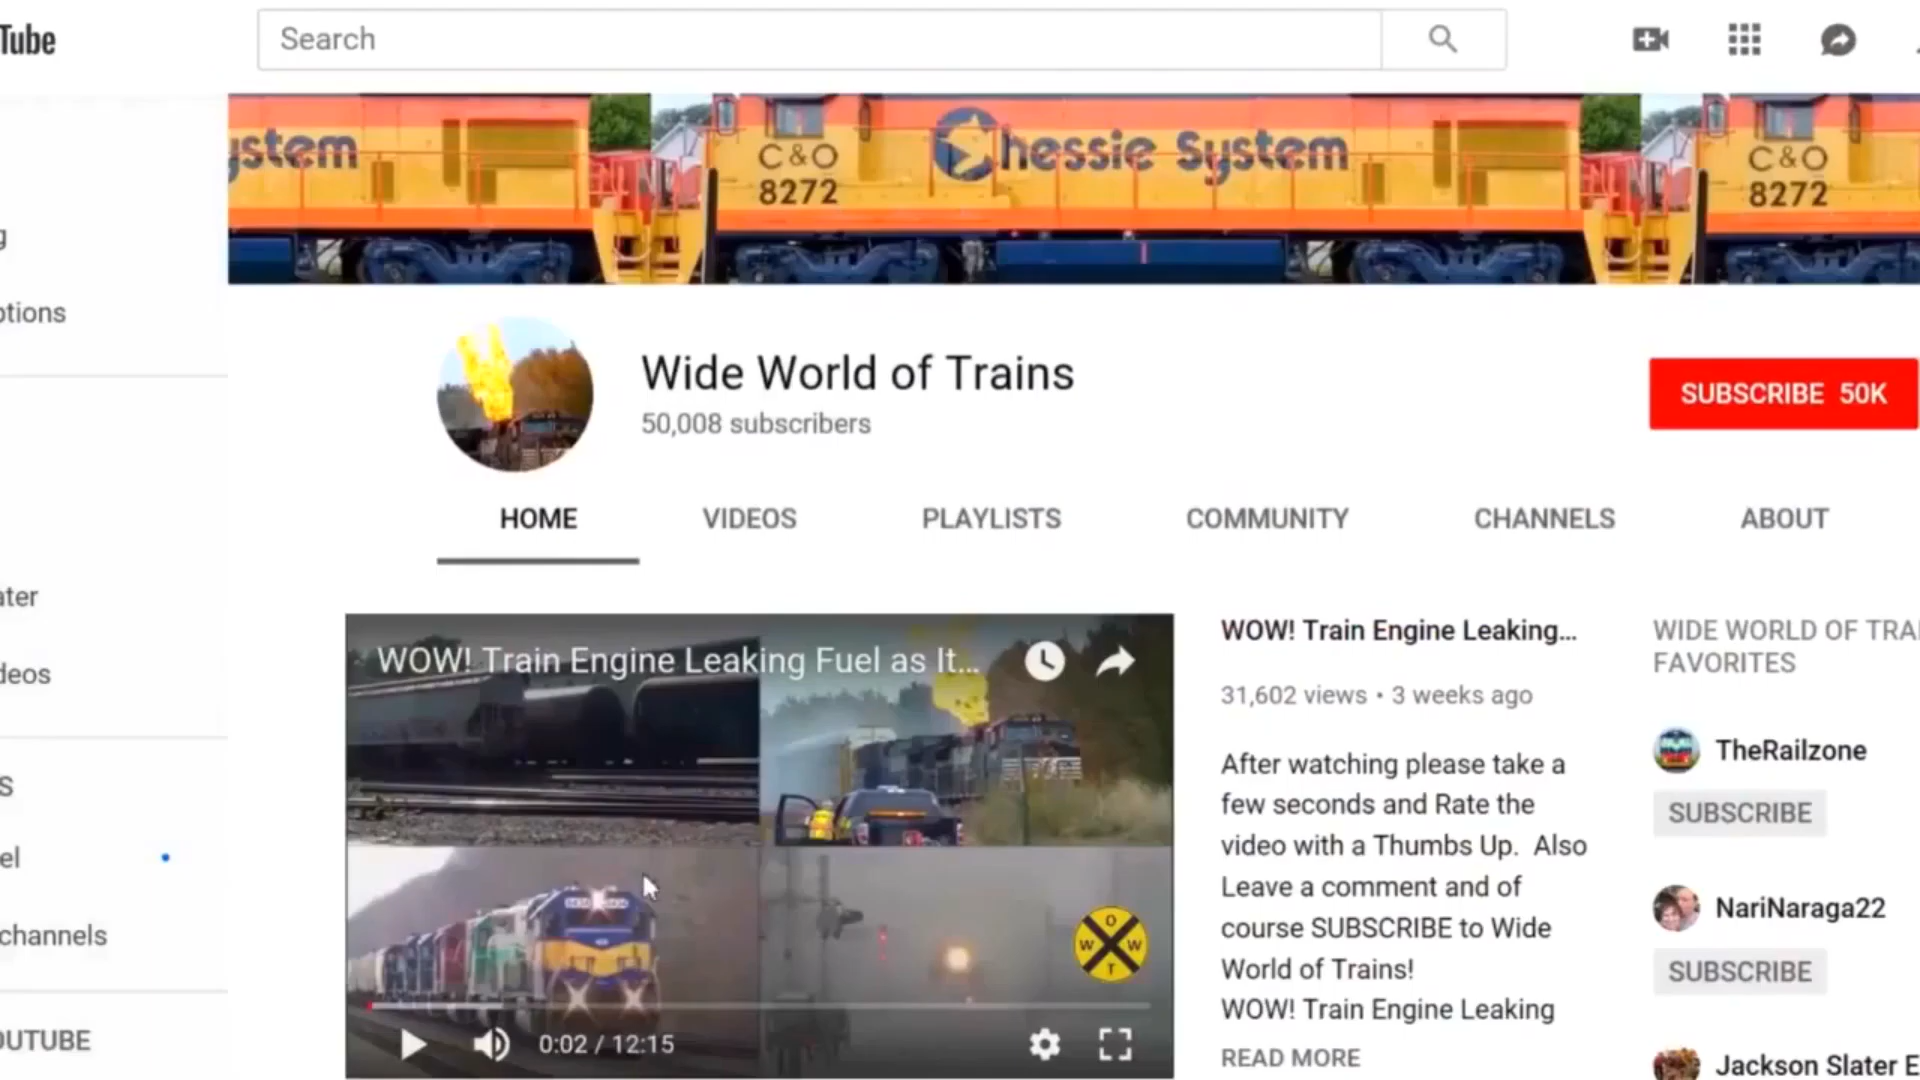 Tube
Search
ystem
C&O
8272
Chessie System
C&O
8272
Wide World of Trains
50,008 subscribers
SUBSCRIBE 50K
HOME
VIDEOS
PLAYLISTS
COMMUNITY
CHANNELS
ABOUT
g
ptions
ater
deos
S
el
channels
OUTUBE
WOW! Train Engine Leaking Fuel as It...
O
W W
T
0:02 / 12:15
WOW! Train Engine Leaking...
31,602 views • 3 weeks ago
After watching please take a
few seconds and Rate the
video with a Thumbs Up. Also
Leave a comment and of
course SUBSCRIBE to Wide
World of Trains!
WOW! Train Engine Leaking
READ MORE
WIDE WORLD OF TRAI
FAVORITES
TheRailzone
SUBSCRIBE
NariNaraga22
SUBSCRIBE
Jackson Slater E